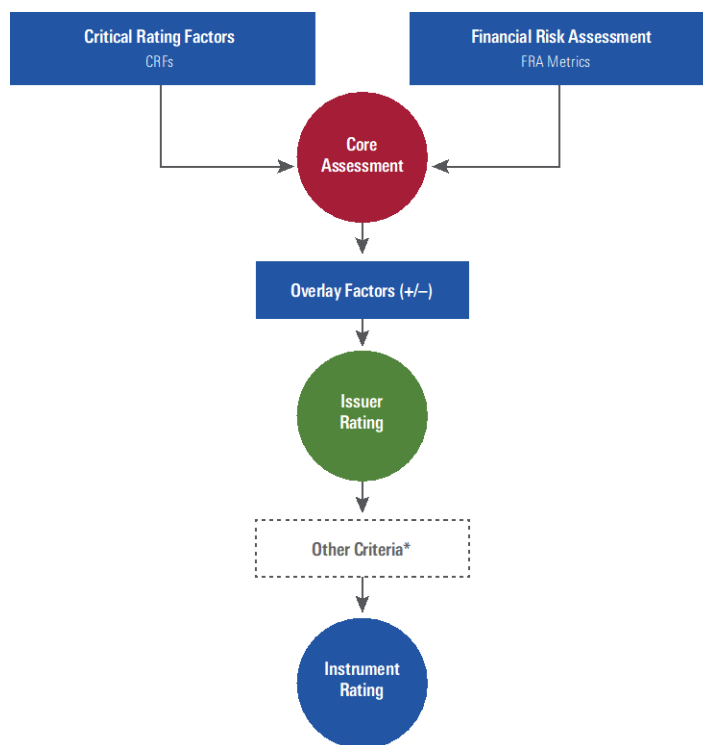 Critical Rating Factors
CRFs
Financial Risk Assessment
FRA Metrics
Core
Assessment
Overlay Factors (+/–)
Issuer
Rating
Other Criteria*
Instrument
Rating